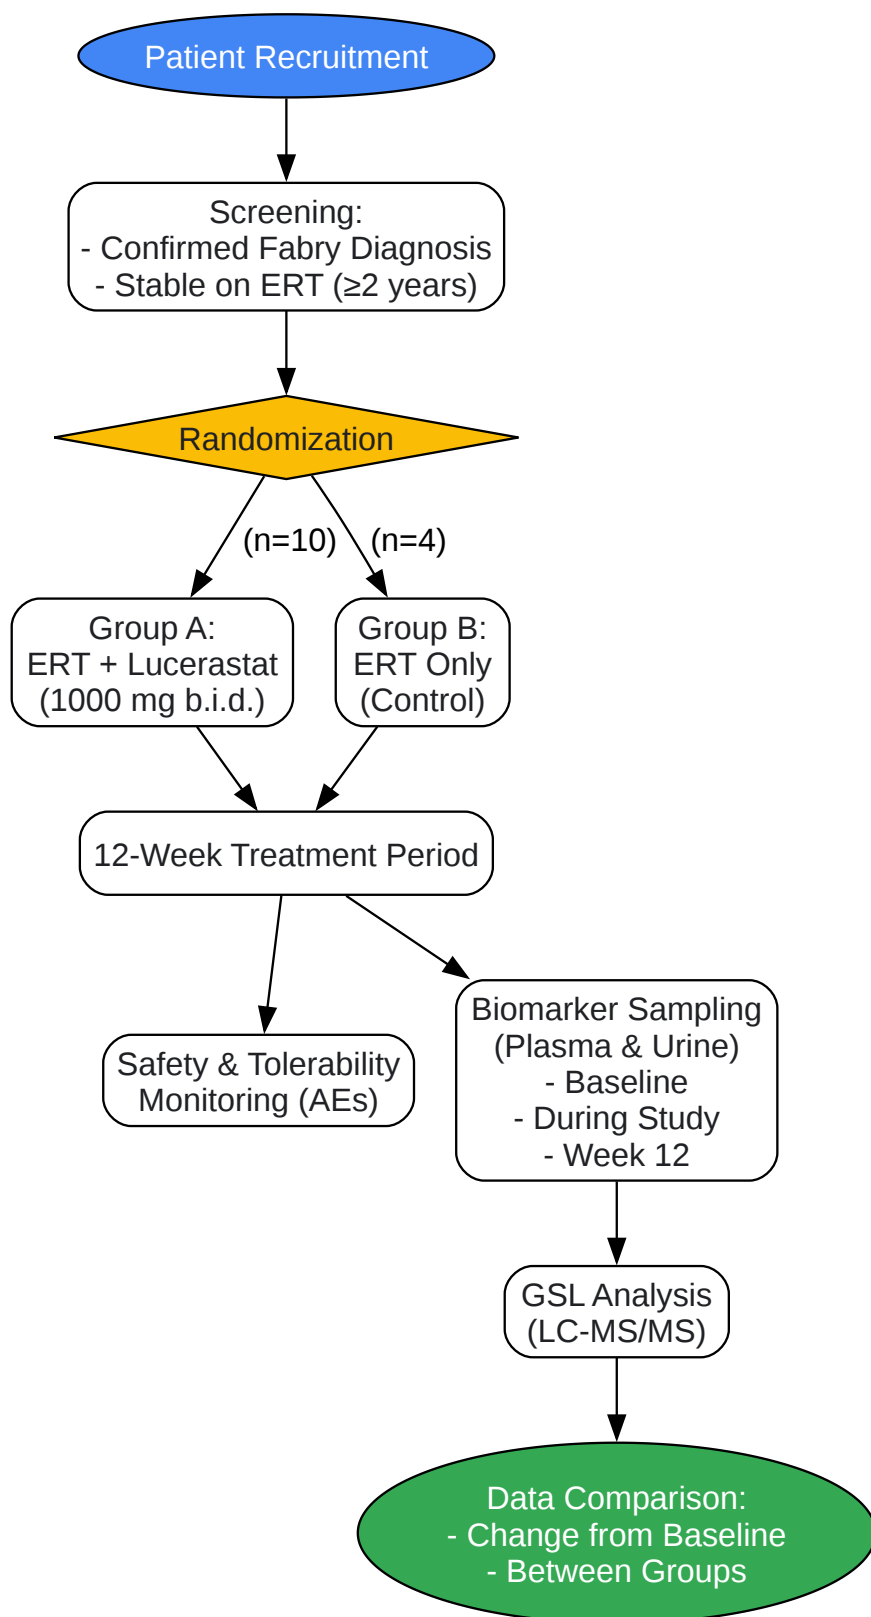 Patient Recruitment
Screening:
- Confirmed Fabry Diagnosis
- Stable on ERT (≥2 years)
Randomization
(n=10)
(n=4)
Group A:
ERT + Lucerastat
(1000 mg b.i.d.)
Group B:
ERT Only
(Control)
12-Week Treatment Period
Safety & Tolerability
Monitoring (AEs)
Biomarker Sampling
(Plasma & Urine)
- Baseline
- During Study
- Week 12
GSL Analysis
(LC-MS/MS)
Data Comparison:
- Change from Baseline
- Between Groups